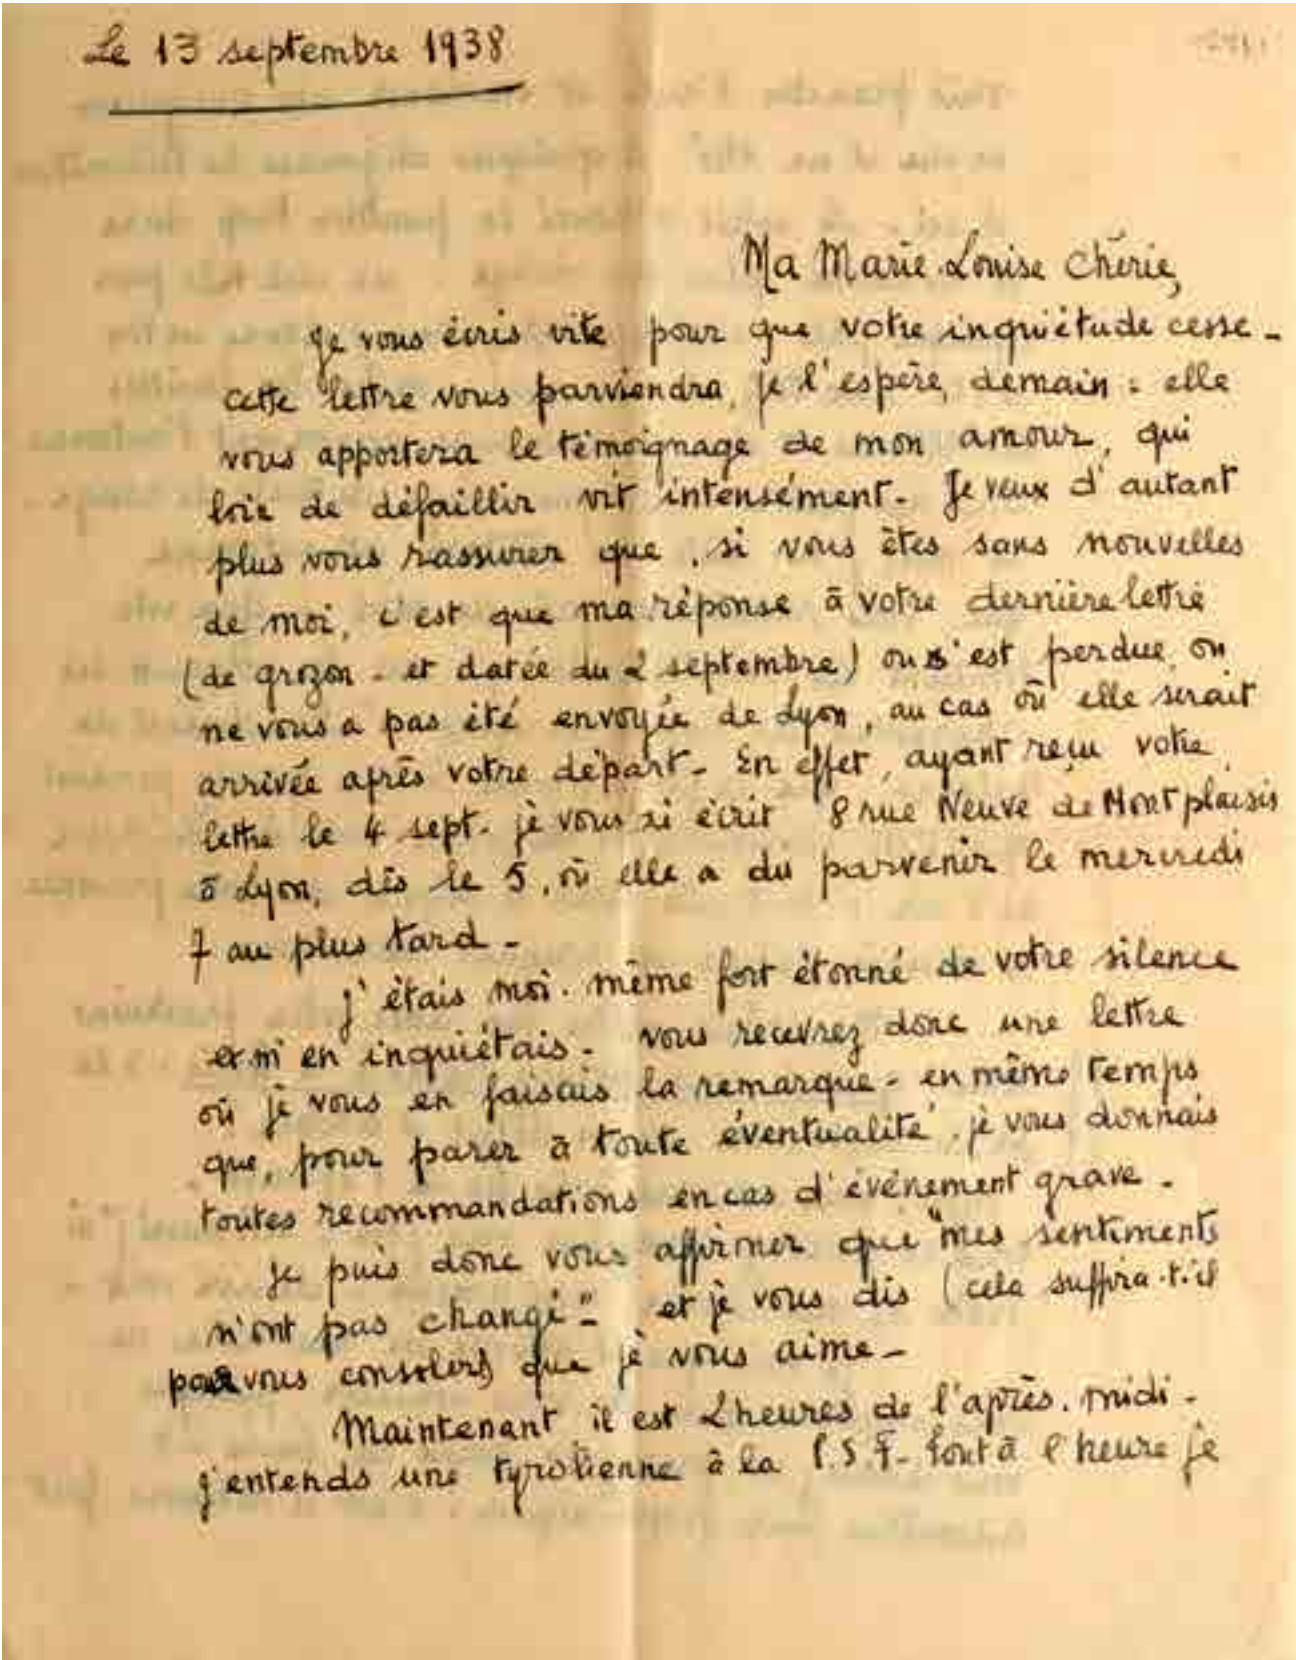 Le 13 septembre 1938
Ma Marie-Louise Chérie,
Je vous écris vite pour que votre inquiétude cesse -
cette lettre vous parviendra, je l'espère, demain : elle
vous apportera le témoignage de mon amour, qui
loin de défaillir vit intensément - Je veux d'autant
plus vous rassurer que, si vous êtes sans nouvelles
de moi, c'est que ma réponse à votre dernière lettre
(de Grozon - et datée du 2 septembre) ou s'est perdue, ou
ne vous a pas été envoyée de Lyon, au cas où elle serait
arrivée après votre départ - En effet, ayant reçu votre
lettre le 4 sept. je vous ai écrit 8 rue Neuve de Montplaisir
à Lyon, dès le 5, où elle a du parvenir le mercredi
7 au plus tard -
J'étais moi-même fort étonné de votre silence
et m'en inquiétais - Vous recevrez donc une lettre
où je vous en faisais la remarque - en même temps
que, pour parer à toute éventualité, je vous donnais
toutes recommandations en cas d'événement grave -
Je puis donc vous affirmer que "mes sentiments
n'ont pas changé" - et je vous dis (cela suffira-t-il
pour vous consoler) que je vous aime -
Maintenant il est 2 heures de l'après-midi -
J'entends une tyrolienne à la T.S.F - Tout à l'heure je